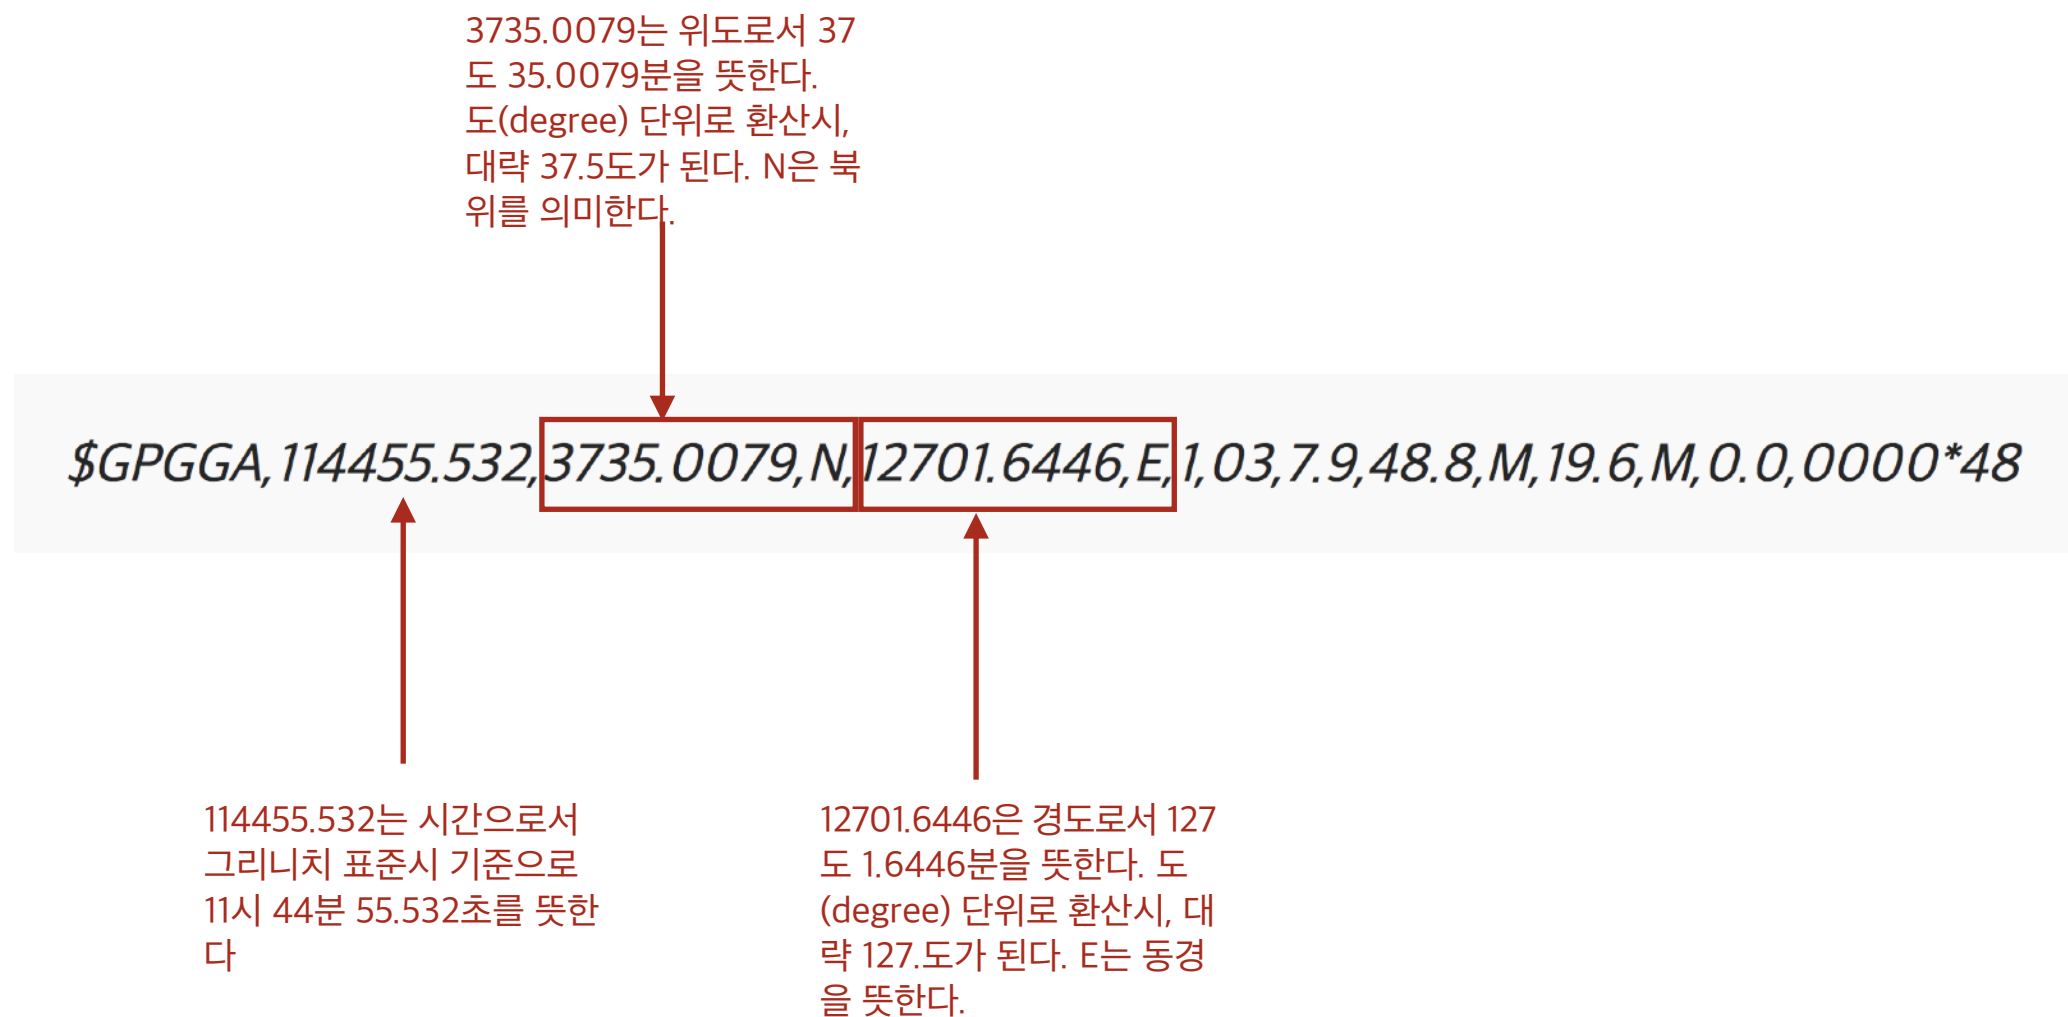 3735.0079는 위도로서 37
도 35.0079분을 뜻한다.
도(degree) 단위로 환산시,
대략 37.5도가 된다. N은 북
위를 의미한다.
$GPGGA,114455.532,3735.0079,N,12701.6446,E,1,03,7.9,48.8,M,19.6,M,0.0,0000*48
114455.532는 시간으로서
그리니치 표준시 기준으로
11시 44분 55.532초를 뜻한
다
12701.6446은 경도로서 127
도 1.6446분을 뜻한다. 도
(degree) 단위로 환산시, 대
략 127.도가 된다. E는 동경
을 뜻한다.